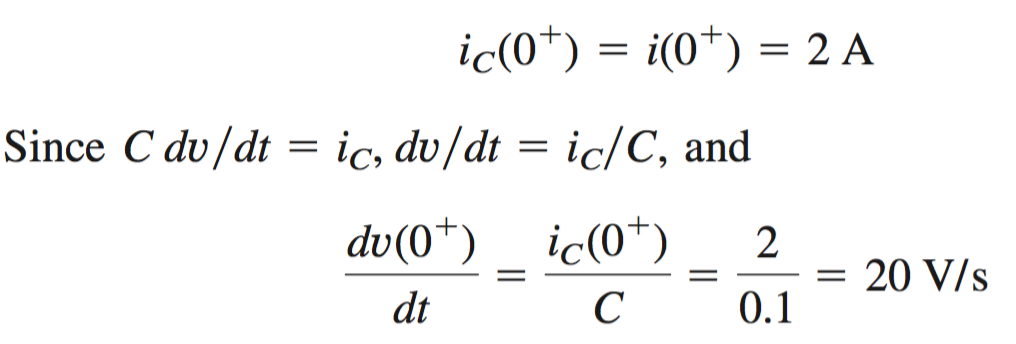 i_C(0⁺) = i(0⁺) = 2 A
Since C dv/dt = i_C, dv/dt = i_C/C, and
dv(0⁺)/dt = i_C(0⁺)/C = 2/0.1 = 20 V/s